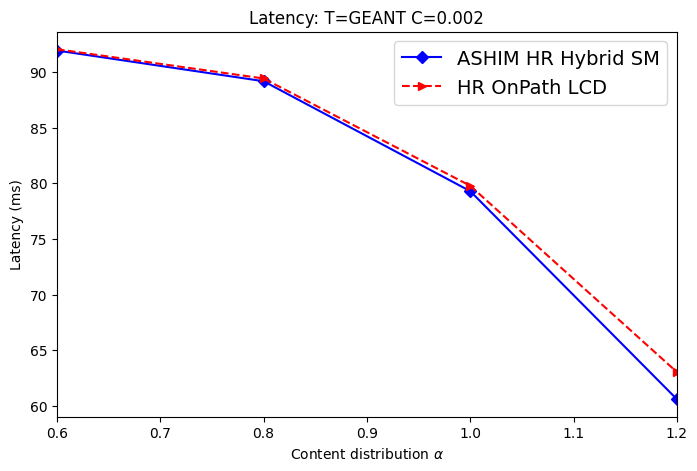 Latency: T=GEANT C=0.002
ASHIM HR Hybrid SM
HR OnPath LCD
Latency (ms)
90
85
80
75
70
65
60
0.6
0.7
0.8
0.9
1.0
1.1
1.2
Content distribution α